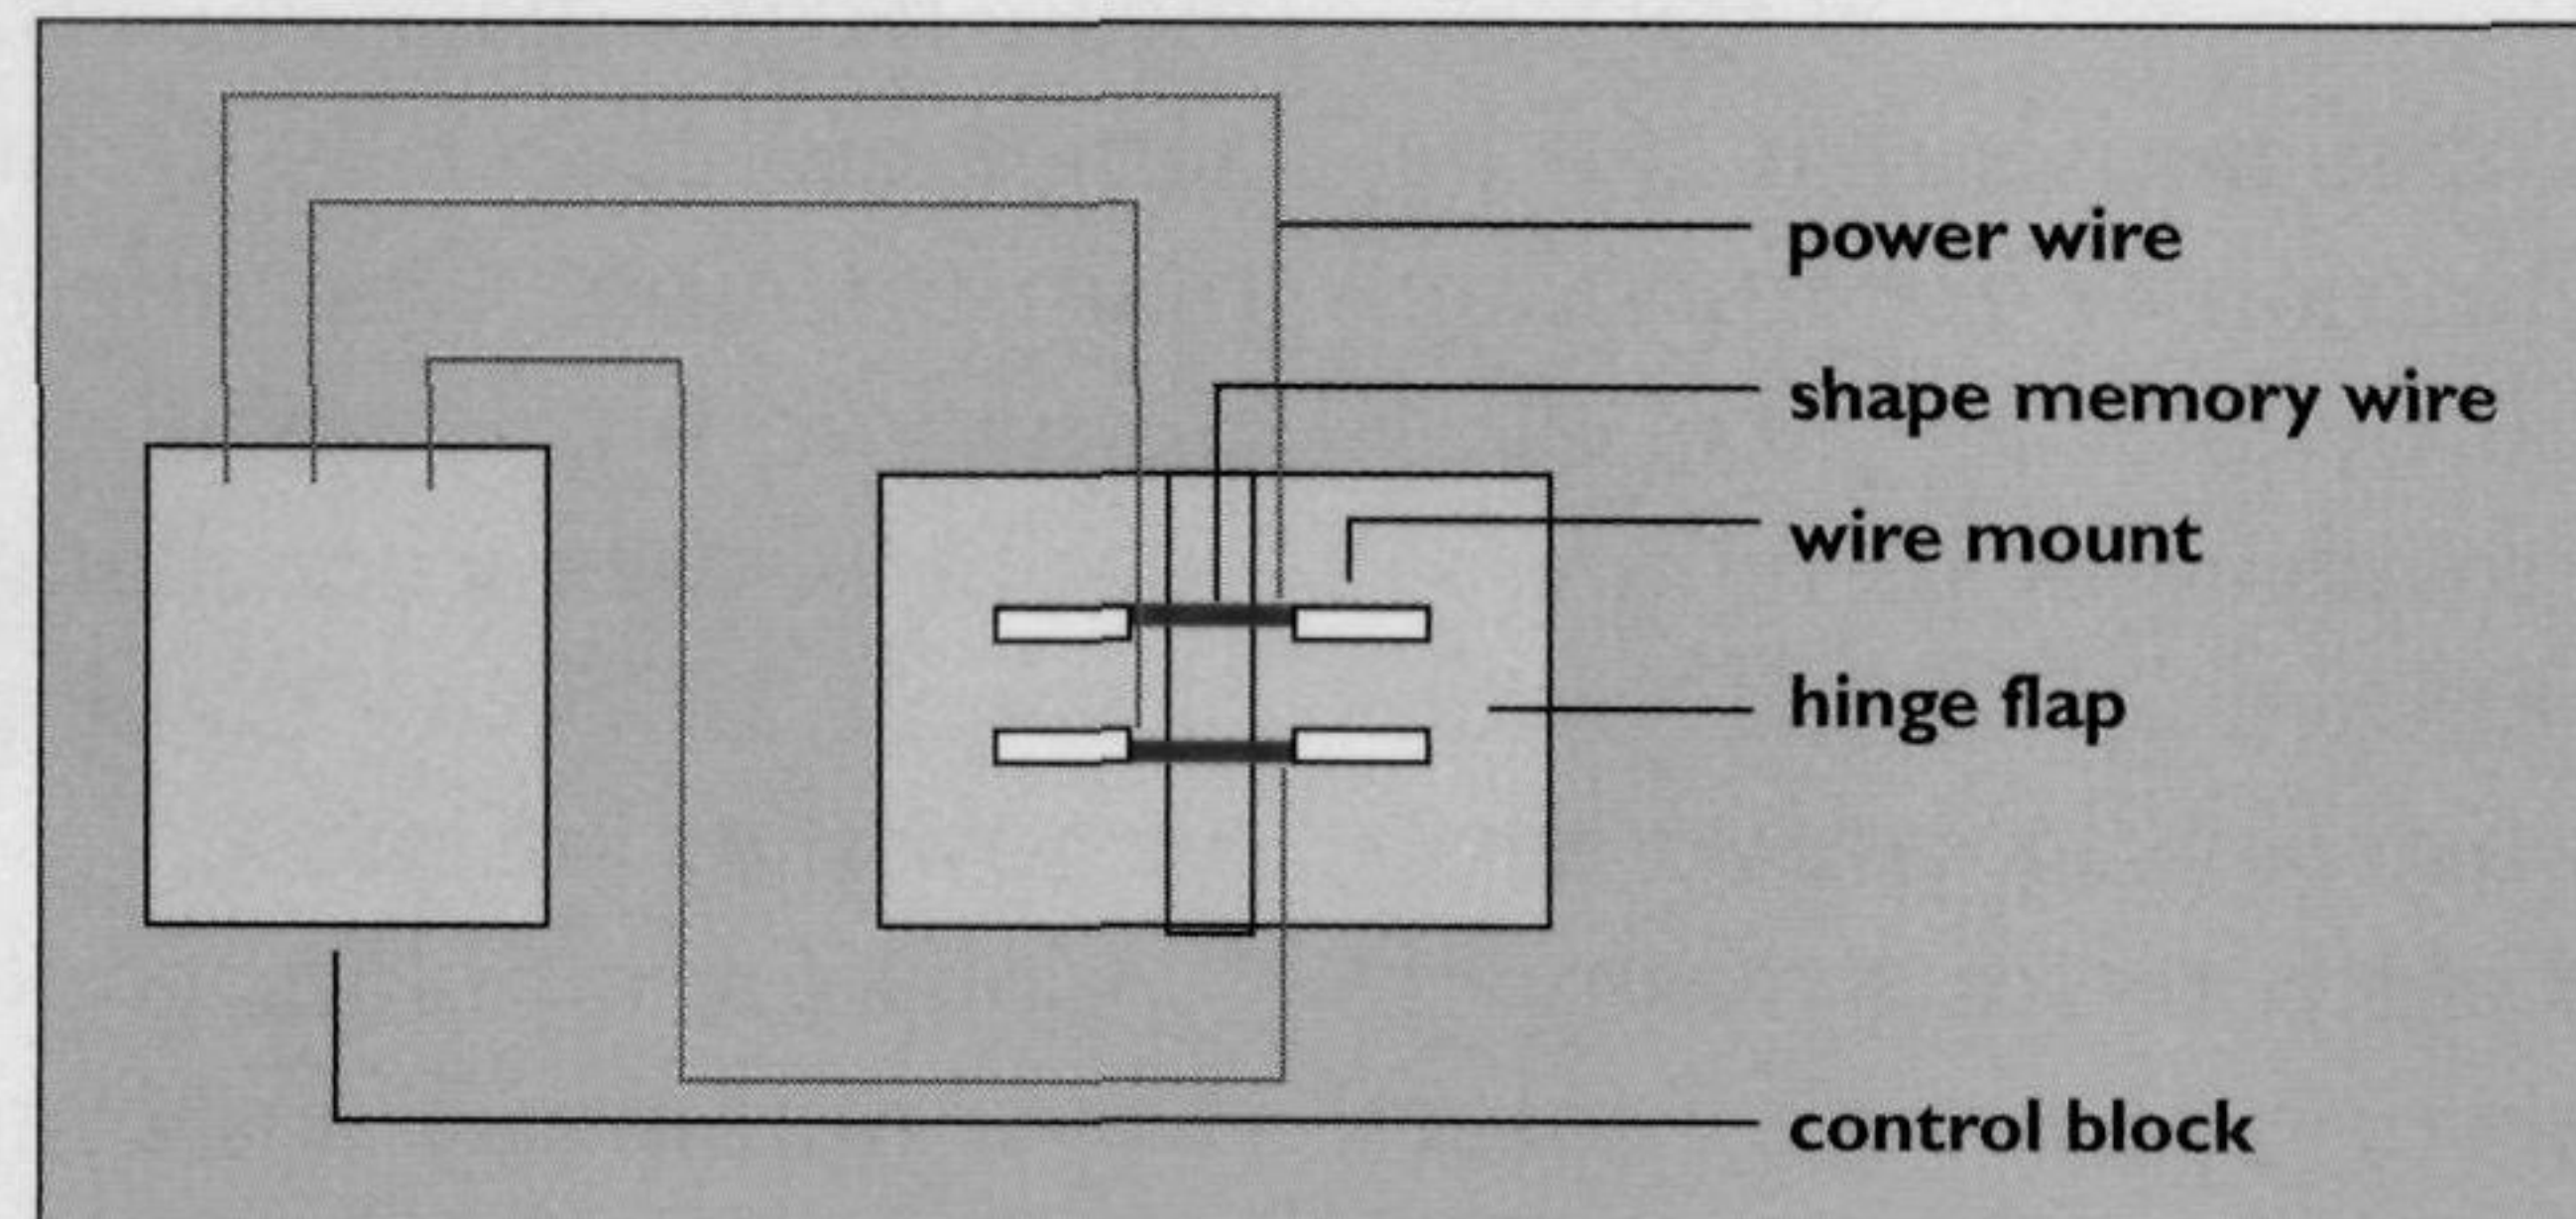 power wire
shape memory wire
wire mount
hinge flap
control block